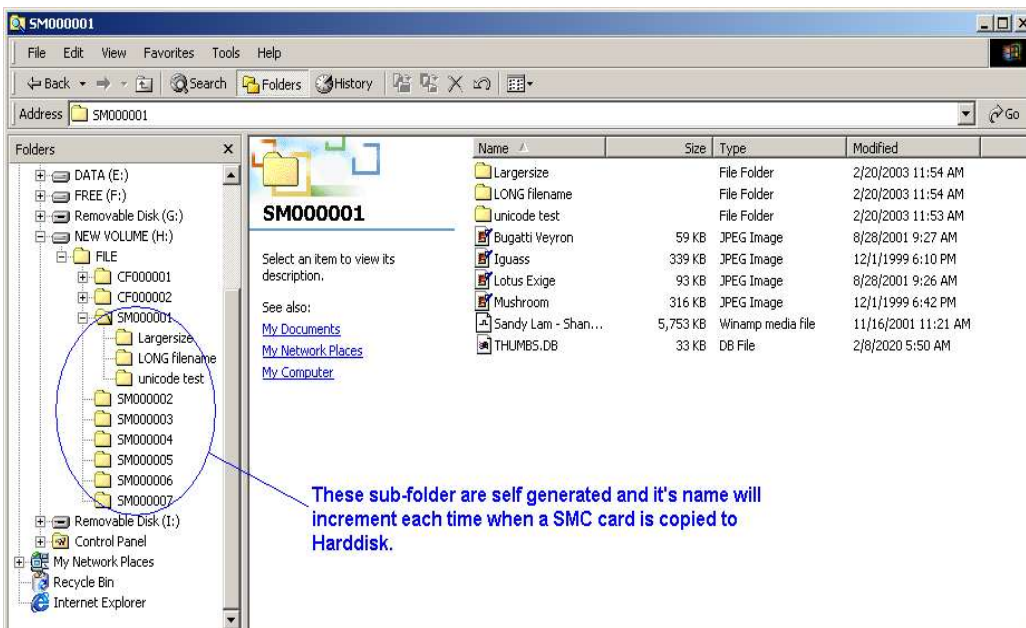 SM000001
File Edit View Favorites Tools Help
Back Search Folders History
Address SM000001 Go
Folders x
DATA (E:)
FREE (F:)
Removable Disk (G:)
NEW VOLUME (H:)
FILE
CF000001
CF000002
SM000001
Largersize
LONG filename
unicode test
SM000002
SM000003
SM000004
SM000005
SM000006
SM000007
Removable Disk (I:)
Control Panel
My Network Places
Recycle Bin
Internet Explorer
SM000001
Select an item to view its
description.
See also:
My Documents
My Network Places
My Computer
Name Size Type Modified
Largersize File Folder 2/20/2003 11:54 AM
LONG filename File Folder 2/20/2003 11:54 AM
unicode test File Folder 2/20/2003 11:53 AM
Bugatti Veyron 59 KB JPEG Image 8/28/2001 9:27 AM
Iguass 339 KB JPEG Image 12/1/1999 6:10 PM
Lotus Exige 93 KB JPEG Image 8/28/2001 9:26 AM
Mushroom 316 KB JPEG Image 12/1/1999 6:42 PM
Sandy Lam - Shan... 5,753 KB Winamp media file 11/16/2001 11:21 AM
THUMBS.DB 33 KB DB File 2/8/2020 5:50 AM
These sub-folder are self generated and it's name will
increment each time when a SMC card is copied to
Harddisk.